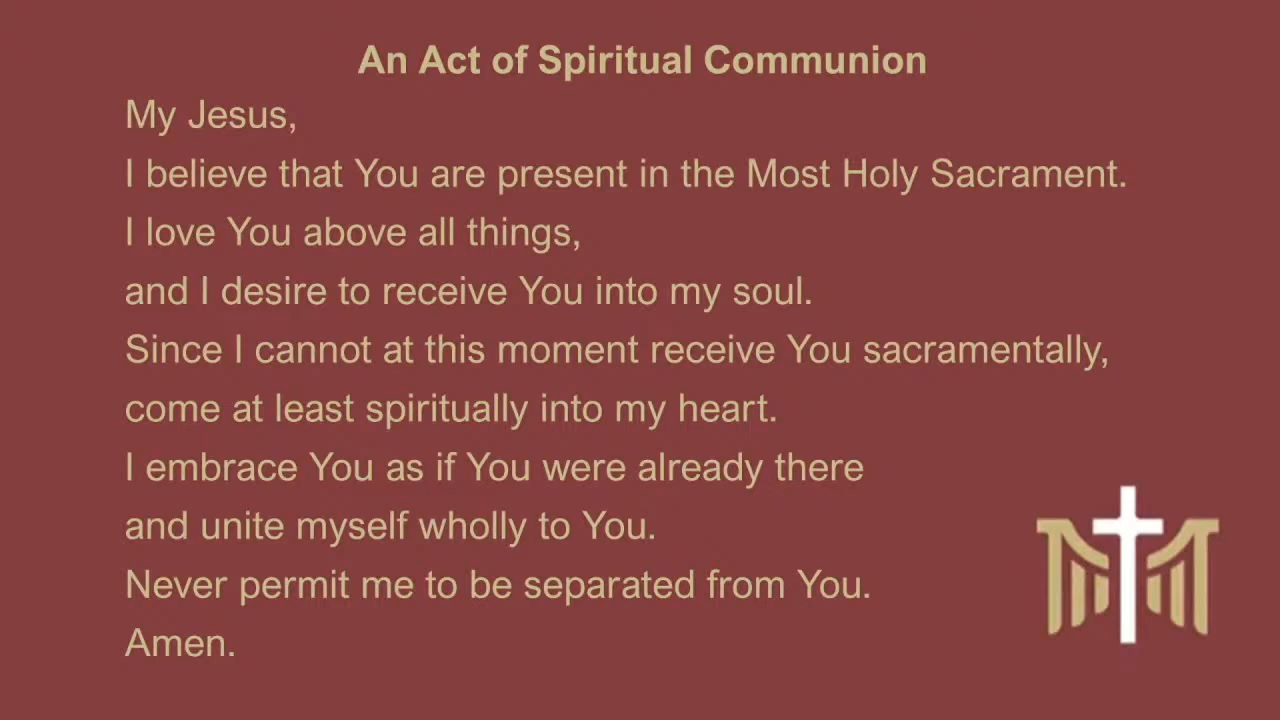 An Act of Spiritual Communion
My Jesus,
I believe that You are present in the Most Holy Sacrament.
I love You above all things,
and I desire to receive You into my soul.
Since I cannot at this moment receive You sacramentally,
come at least spiritually into my heart.
I embrace You as if You were already there
and unite myself wholly to You.
Never permit me to be separated from You.
Amen.